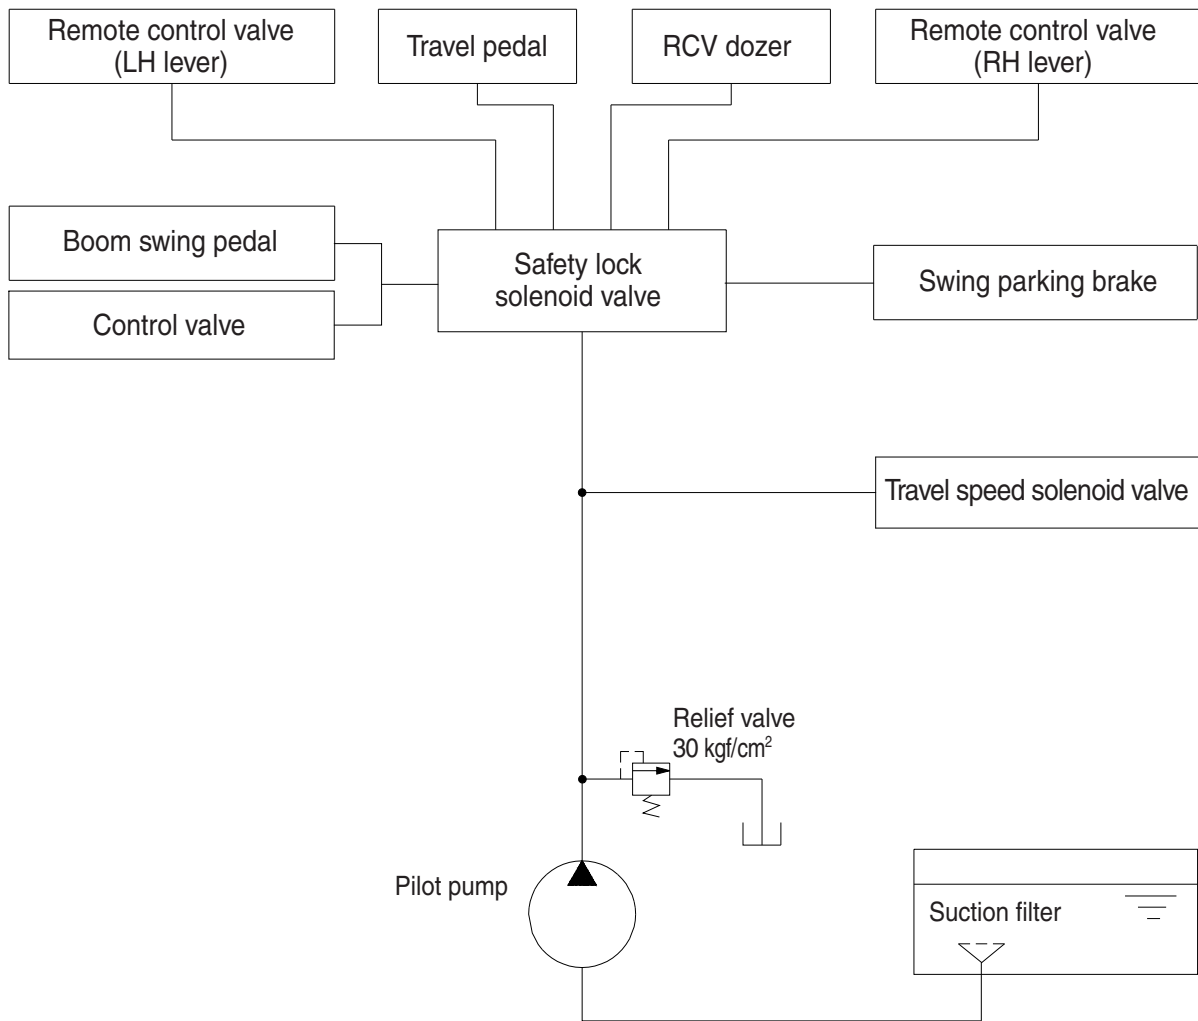 Remote control valve
(LH lever)
Travel pedal
RCV dozer
Remote control valve
(RH lever)
Boom swing pedal
Control valve
Safety lock
solenoid valve
Swing parking brake
Travel speed solenoid valve
Relief valve
30 kgf/cm²
Pilot pump
Suction filter